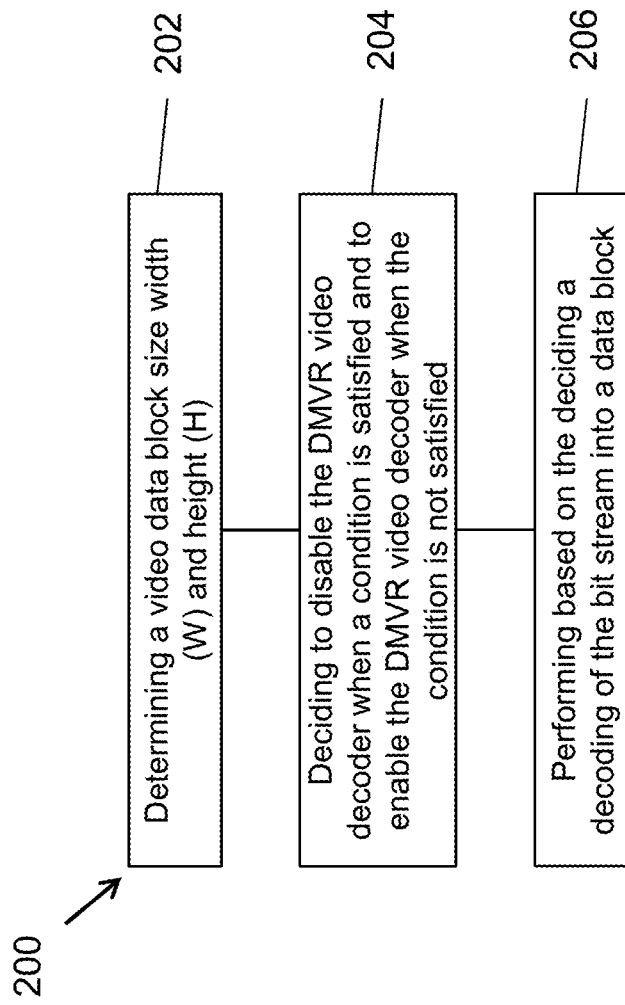 200
Determining a video data block size width
(W) and height (H)
202
Deciding to disable the DMVR video
decoder when a condition is satisfied and to
enable the DMVR video decoder when the
condition is not satisfied
204
Performing based on the deciding a
decoding of the bit stream into a data block
206